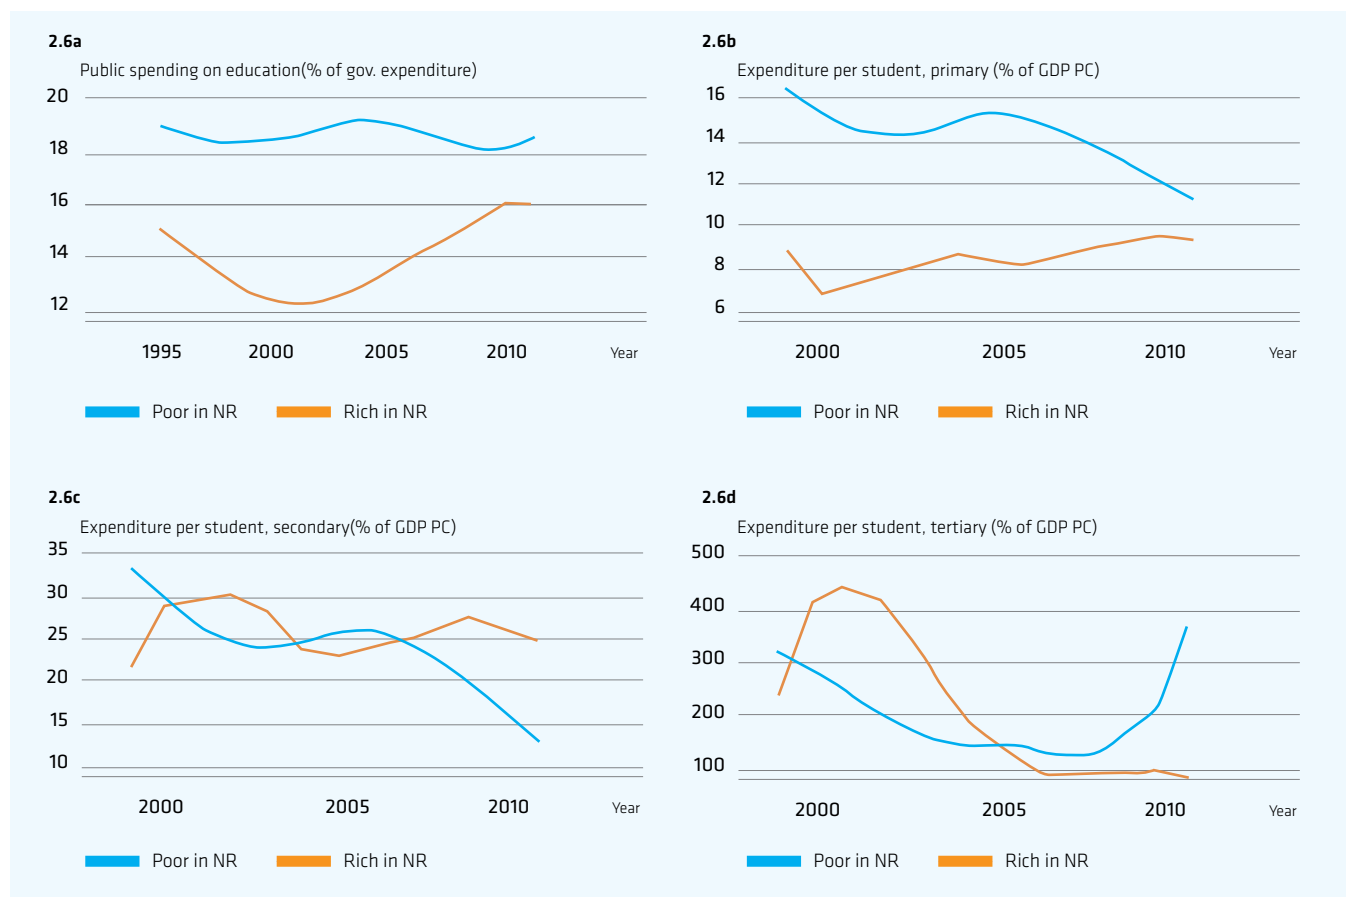 2.6a
Public spending on education(% of gov. expenditure)
20
18
16
14
12
1995 2000 2005 2010 Year
Poor in NR Rich in NR
2.6b
Expenditure per student, primary (% of GDP PC)
16
14
12
10
8
6
2000 2005 2010 Year
Poor in NR Rich in NR
2.6c
Expenditure per student, secondary(% of GDP PC)
35
30
25
20
15
10
2000 2005 2010 Year
Poor in NR Rich in NR
2.6d
Expenditure per student, tertiary (% of GDP PC)
500
400
300
200
100
2000 2005 2010 Year
Poor in NR Rich in NR